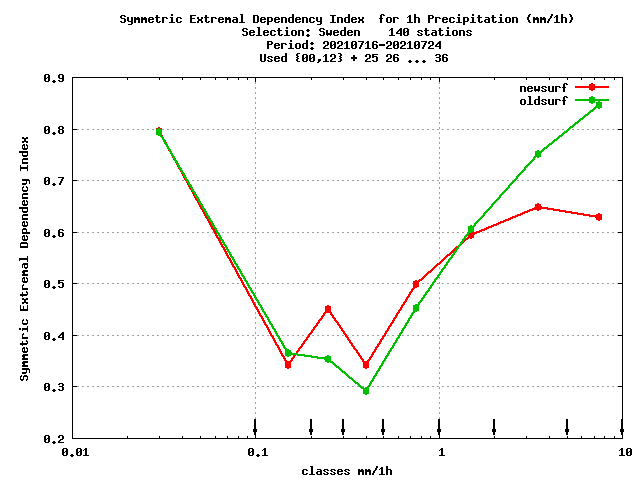 Symmetric Extremal Dependency Index  for 1h Precipitation (mm/1h)
Selection: Sweden    140 stations
Period: 20210716-20210724
Used {00,12} + 25 26 ... 36
newsurf
oldsurf
0.9
0.8
0.7
0.6
0.5
0.4
0.3
0.2
Symmetric Extremal Dependency Index
0.01
0.1
1
10
classes mm/1h